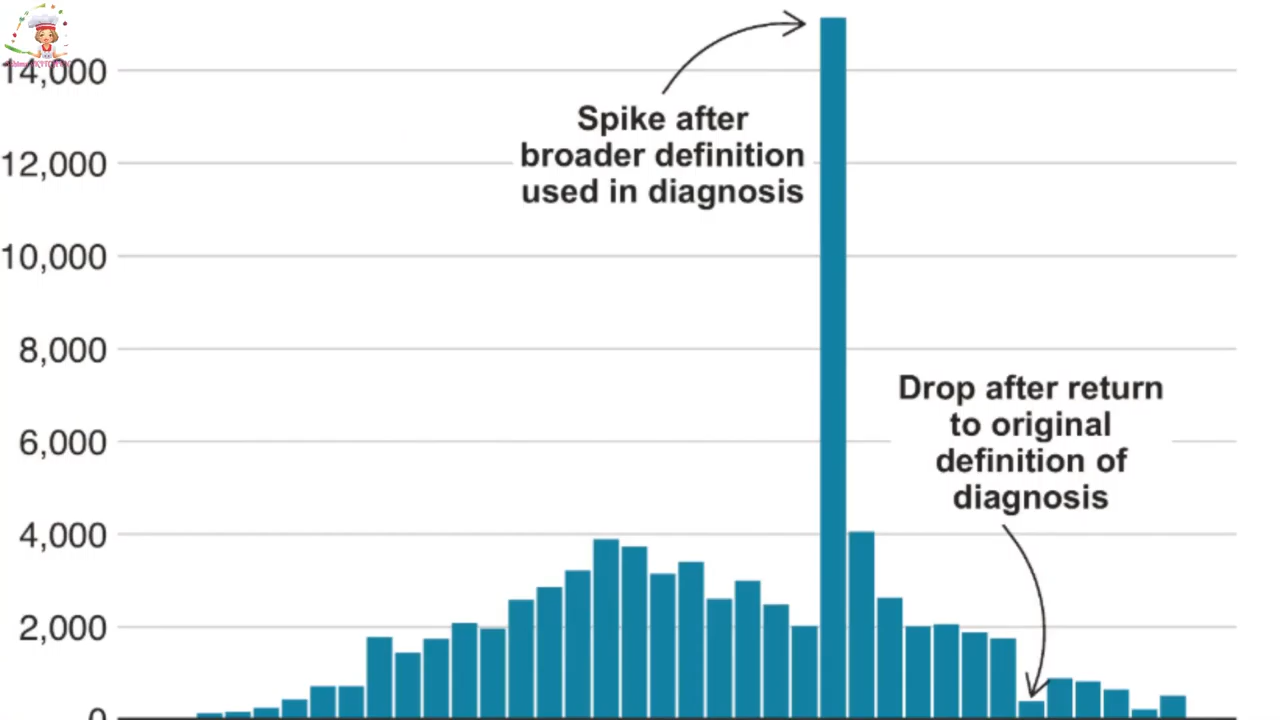 14,000
Spike after
broader definition
used in diagnosis
12,000
10,000
8,000
Drop after return
to original
definition of
diagnosis
6,000
4,000
2,000
0